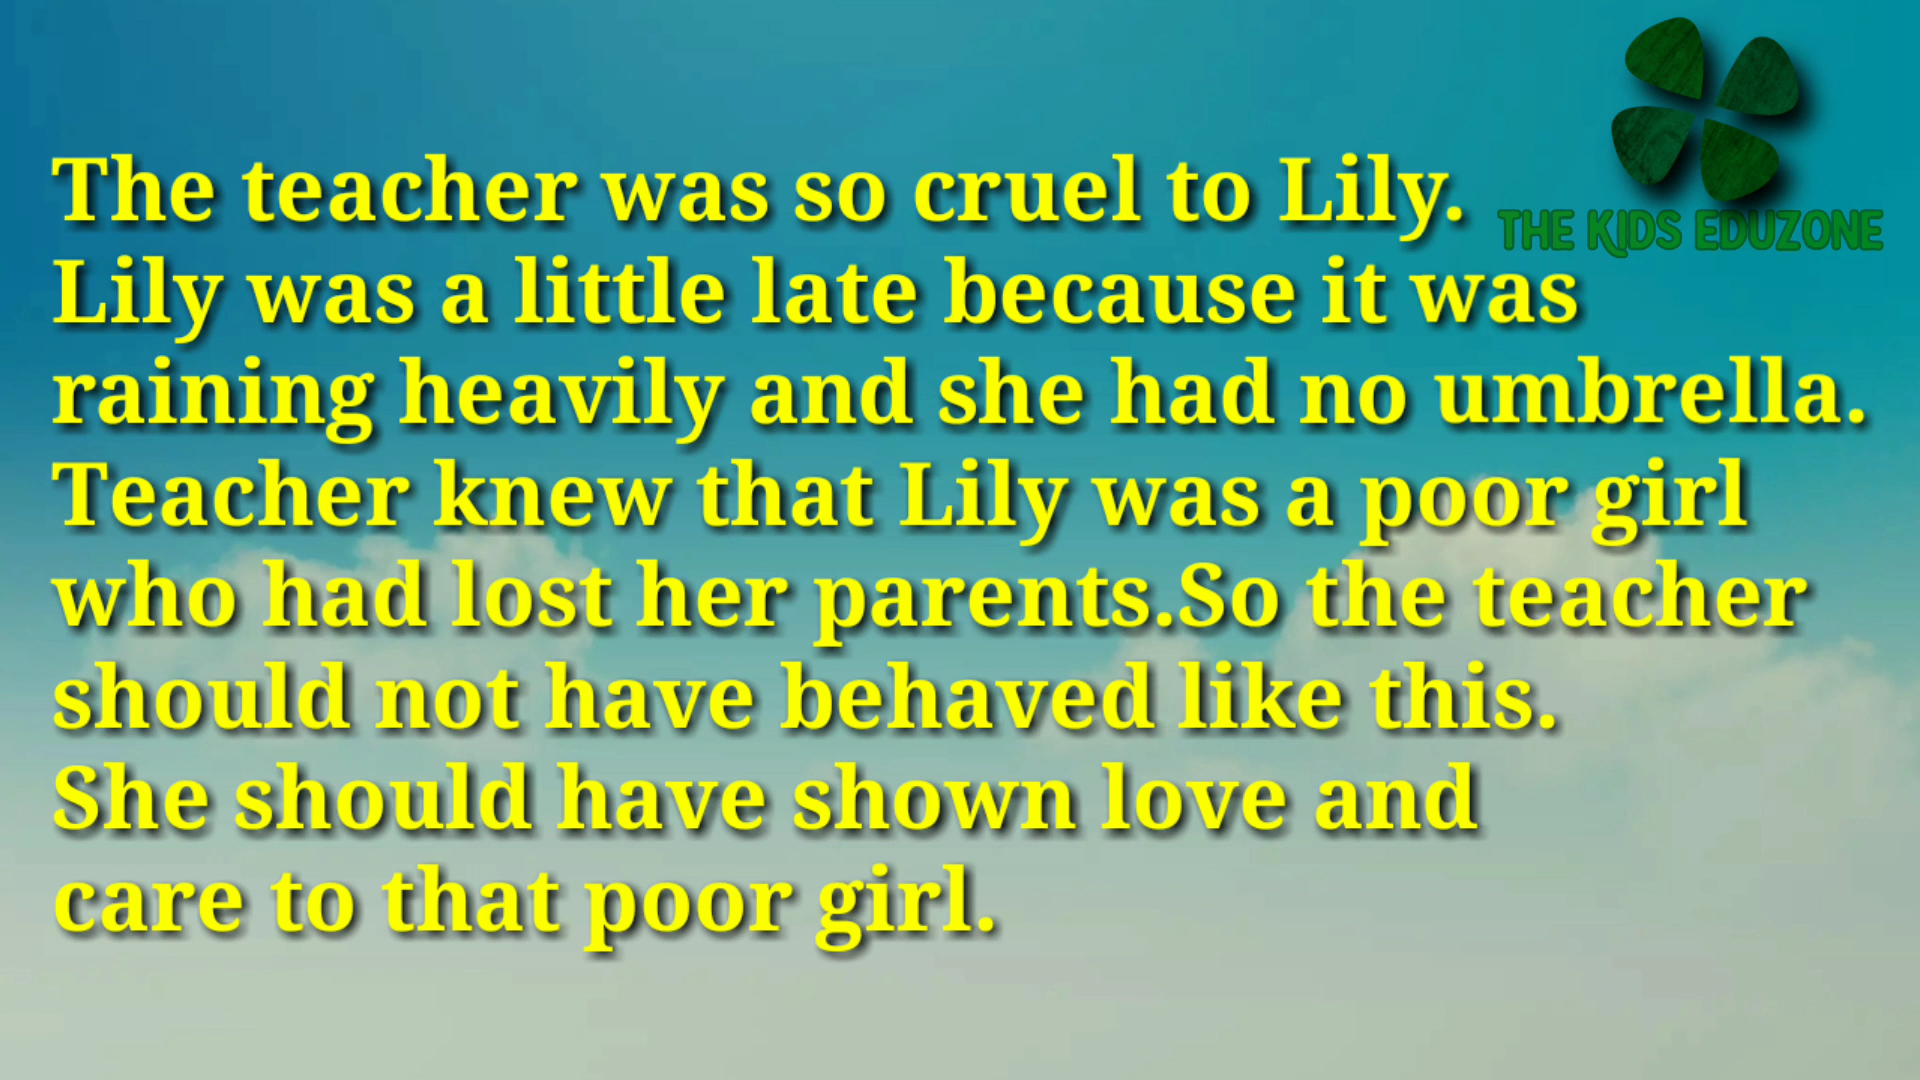 The teacher was so cruel to Lily.
THE KIDS EDUZONE
Lily was a little late because it was
raining heavily and she had no umbrella.
Teacher knew that Lily was a poor girl
who had lost her parents.So the teacher
should not have behaved like this.
She should have shown love and
care to that poor girl.